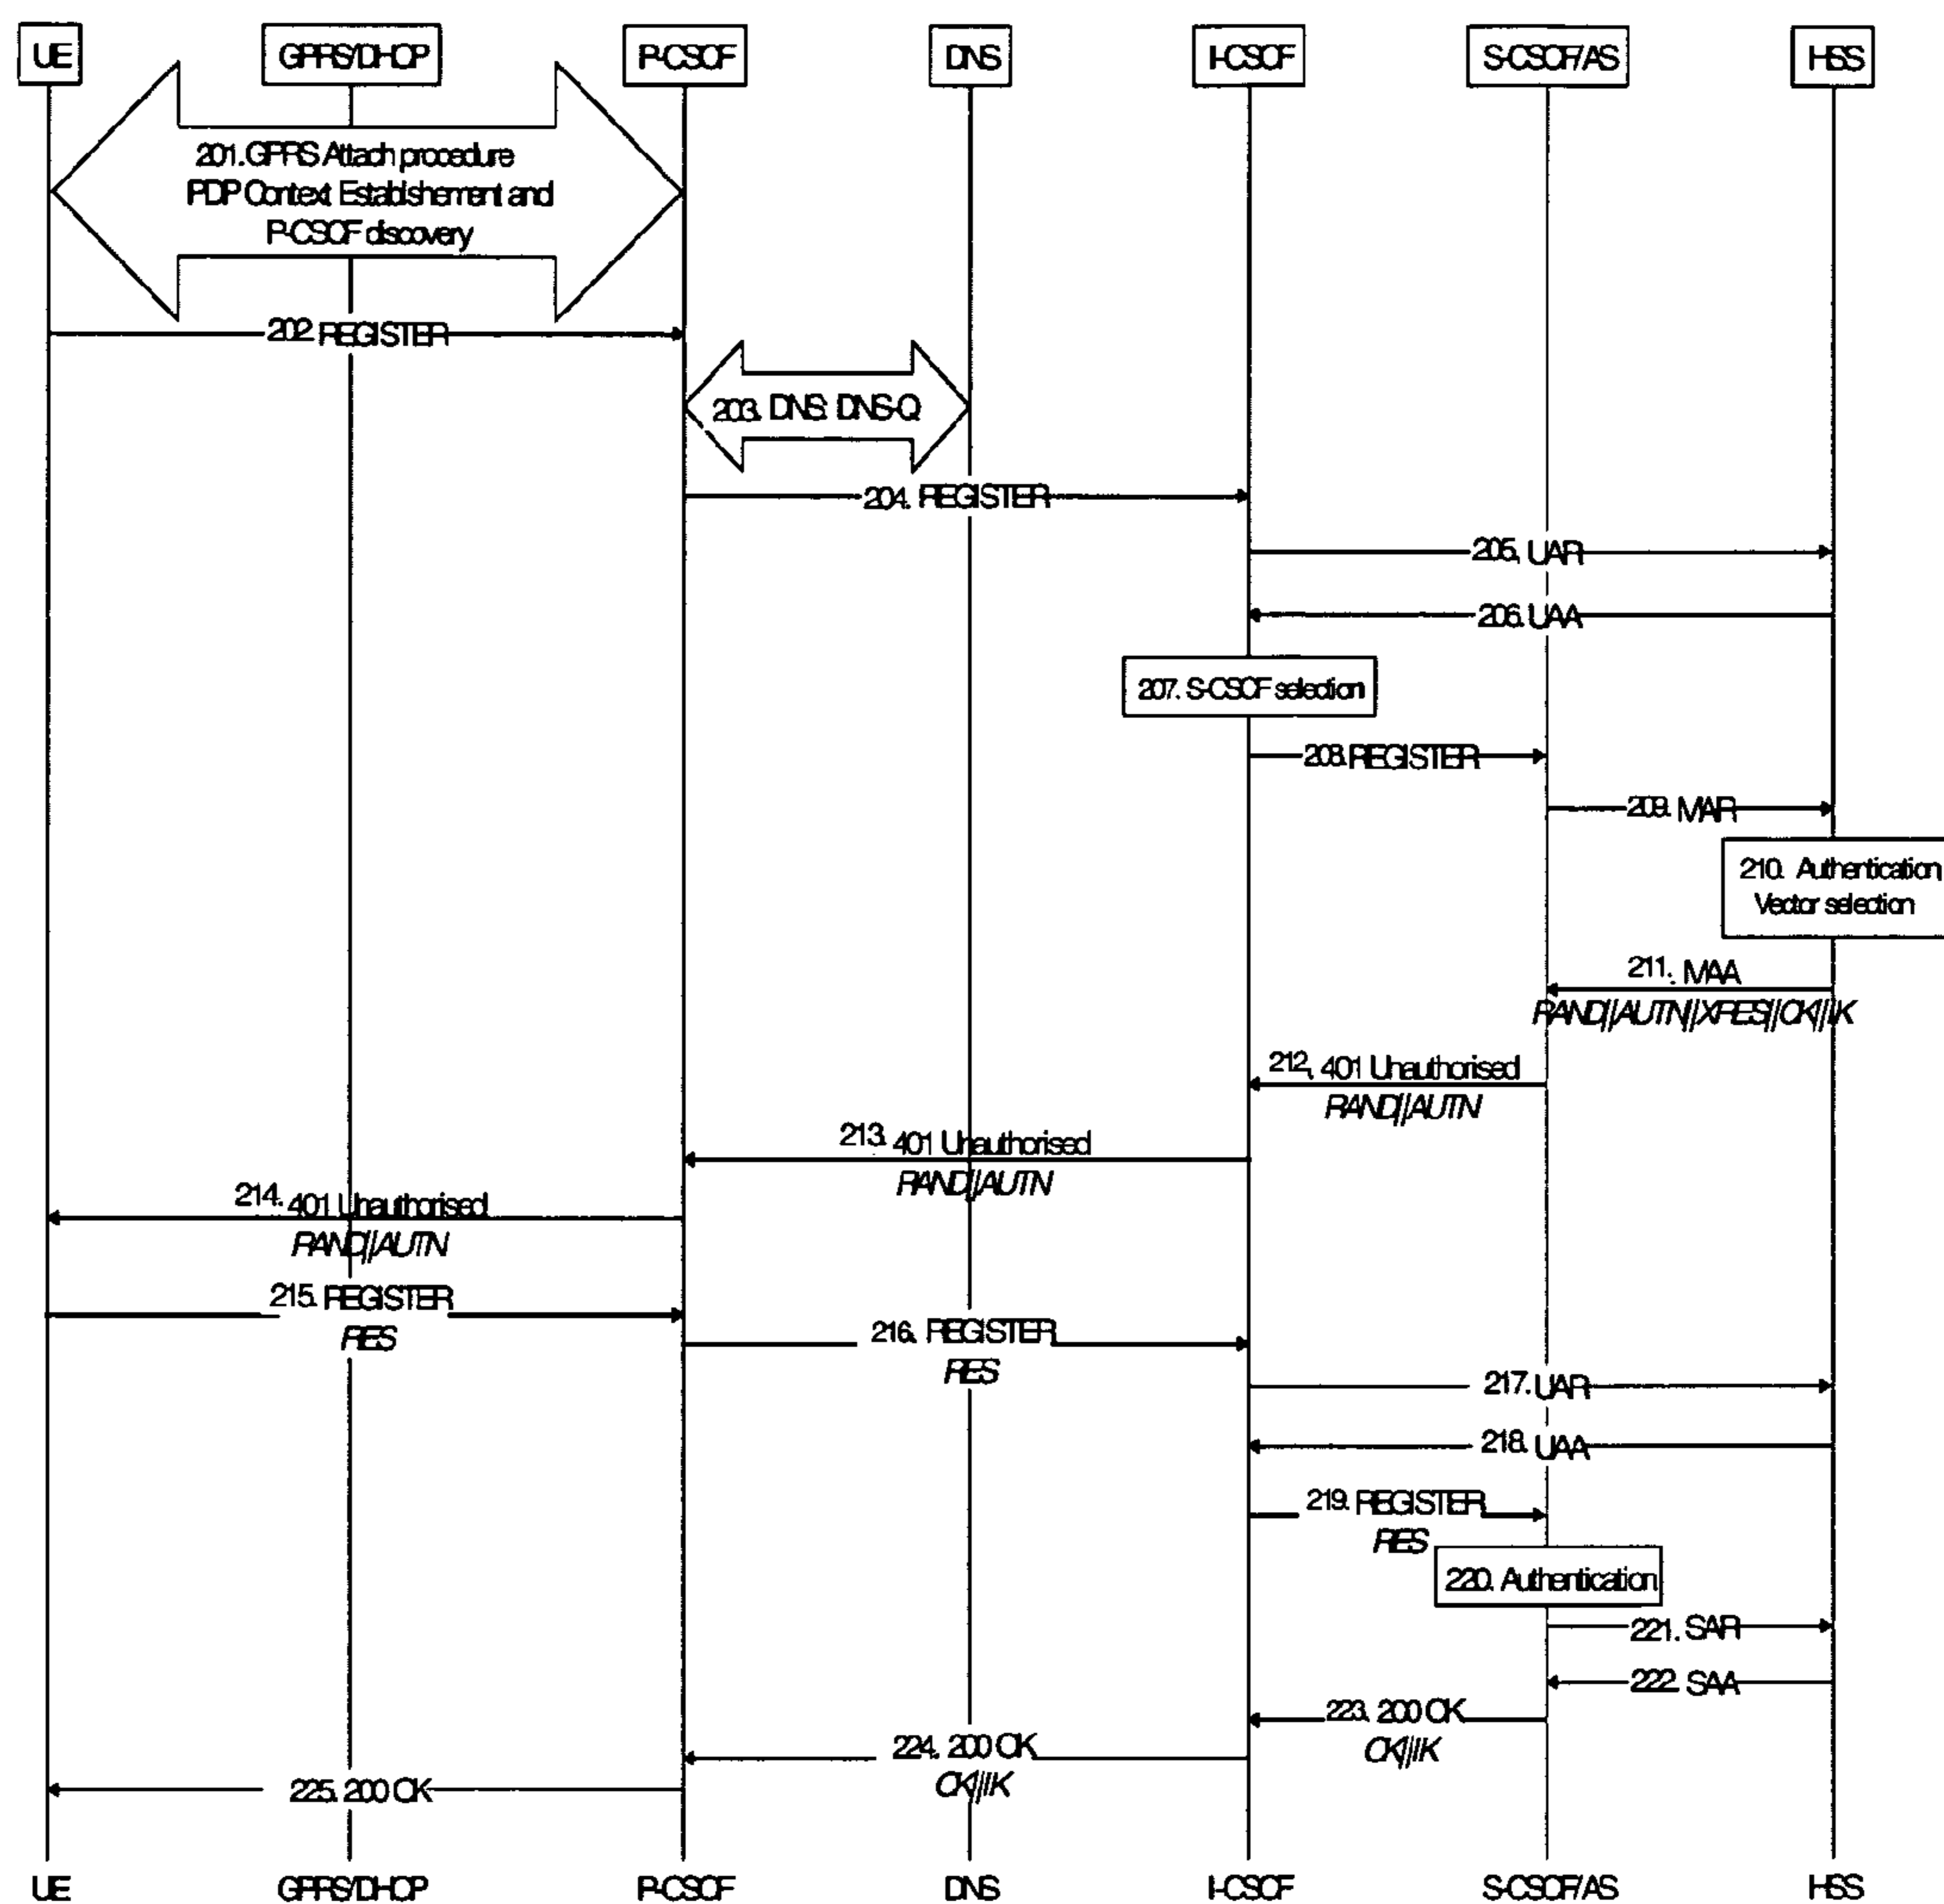 UE
GPRS/DHCP
P-CSCF
DNS
I-CSCF
S-CSCF/AS
HSS
201. GPRS Attach procedure
PDP Context Establishement and
P-CSCF discovery
202. REGISTER
203. DNS: DNS-Q
204. REGISTER
205. UAR
206. UAA
207. S-CSCF selection
208. REGISTER
209. MAR
210. Authentication
Vector selection
211. MAA
RAND||AUTN||XRES||CK||IK
212. 401 Unauthorised
RAND||AUTN
213. 401 Unauthorised
RAND||AUTN
214. 401 Unauthorised
RAND||AUTN
215. REGISTER
RES
216. REGISTER
RES
217. UAR
218. UAA
219. REGISTER
RES
220. Authentication
221. SAR
222. SAA
223. 200 OK
CK||IK
224. 200 OK
CK||IK
225. 200 OK
UE
GPRS/DHCP
P-CSCF
DNS
I-CSCF
S-CSCF/AS
HSS